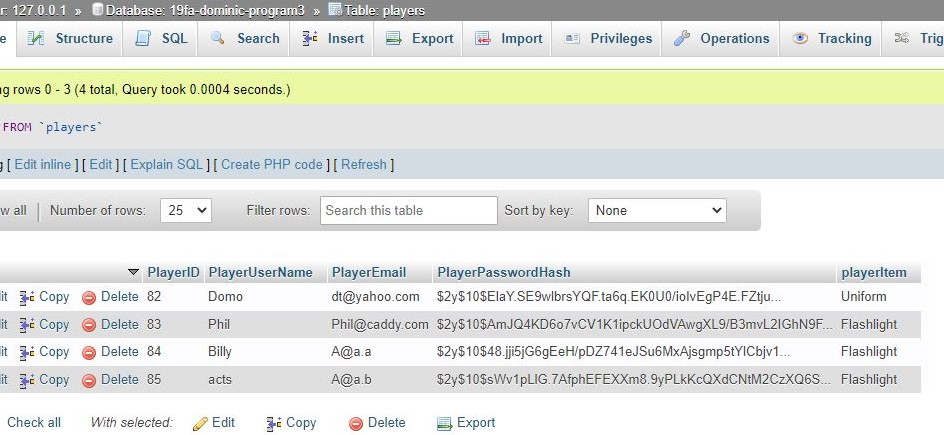 r: 127.0.0.1 » Database: 19fa-dominic-program3 » Table: players
e Structure SQL Search Insert Export Import Privileges Operations Tracking Trig
ng rows 0 - 3 (4 total, Query took 0.0004 seconds.)
FROM `players`
g [ Edit inline ] [ Edit ] [ Explain SQL ] [ Create PHP code ] [ Refresh ]
w all Number of rows: 25 Filter rows: Search this table Sort by key: None
PlayerID PlayerUserName PlayerEmail PlayerPasswordHash playerItem
it Copy Delete 82 Domo dt@yahoo.com $2y$10$ElaY.SE9wlbrsYQF.ta6q.EK0U0/iolvEgP4E.FZtju... Uniform
it Copy Delete 83 Phil Phil@caddy.com $2y$10$AmJQ4KD6o7vCV1K1ipckUOdVAwgXL9/B3mvL2IGhN9F... Flashlight
it Copy Delete 84 Billy A@a.a $2y$10$48.jji5jG6gEeH/pDZ741eJSu6MxAjsgmp5tYICbjv1... Flashlight
it Copy Delete 85 acts A@a.b $2y$10$sWv1pLIG.7AfphEFEXXm8.9yPLkKcQXdCNtM2CzXQ6S... Flashlight
Check all With selected: Edit Copy Delete Export